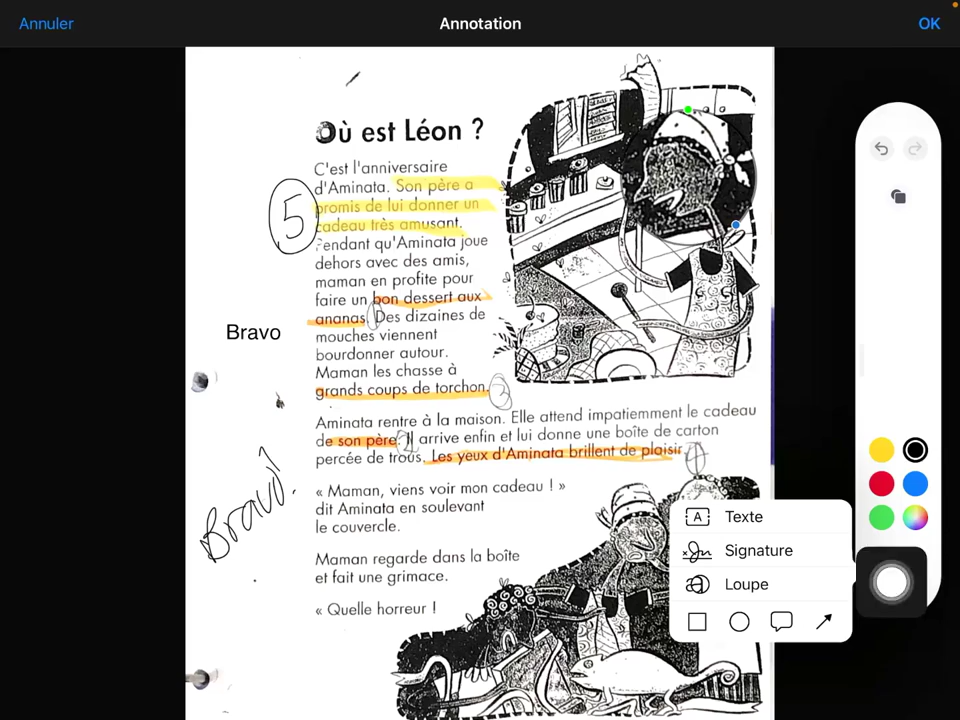 Annuler
Annotation
OK
Où est Léon ?
C'est l'anniversaire
d'Aminata. Son père a
promis de lui donner un
cadeau très amusant.
Pendant qu'Aminata joue
dehors avec des amis,
maman en profite pour
faire un bon dessert aux
ananas. Des dizaines de
mouches viennent
bourdonner autour.
Maman les chasse à
grands coups de torchon.
5
1
3
Bravo
Aminata rentre à la maison. Elle attend impatiemment le cadeau
de son père. Il arrive enfin et lui donne une boîte de carton
percée de trous. Les yeux d'Aminata brillent de plaisir.
2
4
« Maman, viens voir mon cadeau ! »
dit Aminata en soulevant
le couvercle.
Bravo!
Maman regarde dans la boîte
et fait une grimace.
« Quelle horreur !
A Texte
Signature
a Loupe